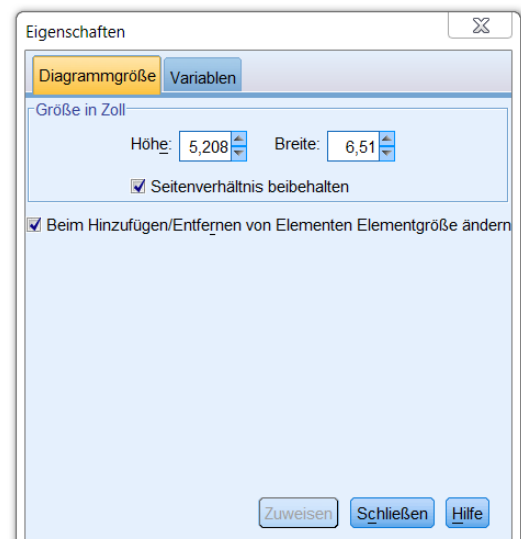 Eigenschaften
Diagrammgröße Variablen
Größe in Zoll
Höhe: 5,208 Breite: 6,51
Seitenverhältnis beibehalten
Beim Hinzufügen/Entfernen von Elementen Elementgröße ändern
Zuweisen Schließen Hilfe